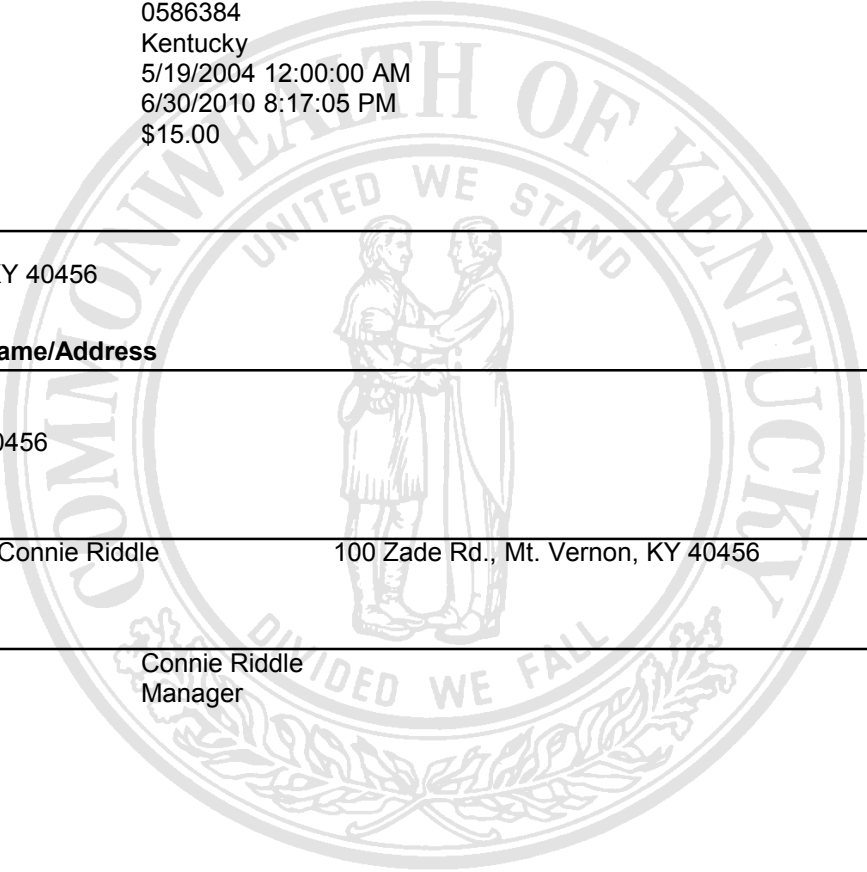 0586384
Kentucky
5/19/2004 12:00:00 AM
6/30/2010 8:17:05 PM
$15.00
COMMONWEALTH OF KENTUCKY
UNITED WE STAND
KY 40456
ame/Address
0456
Connie Riddle 100 Zade Rd., Mt. Vernon, KY 40456
DIVIDED WE FALL
Connie Riddle
Manager